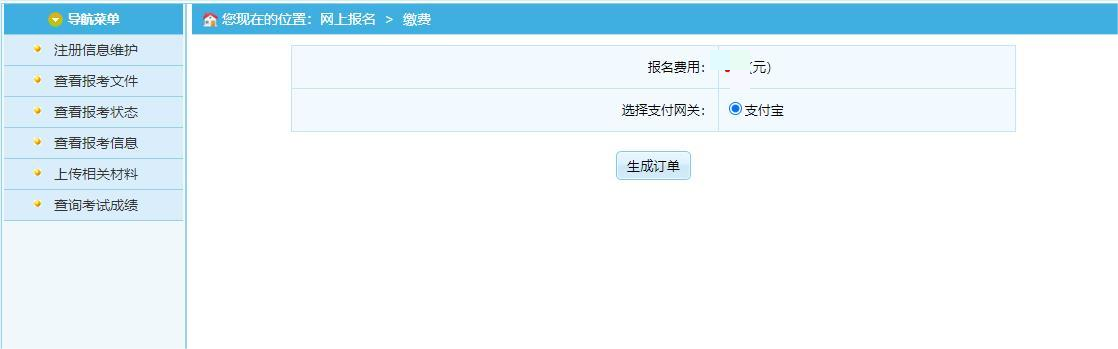 导航菜单
注册信息维护
查看报考文件
查看报考状态
查看报考信息
上传相关材料
查询考试成绩
您现在的位置：网上报名 > 缴费
报名费用： (元)
选择支付网关： 支付宝
生成订单